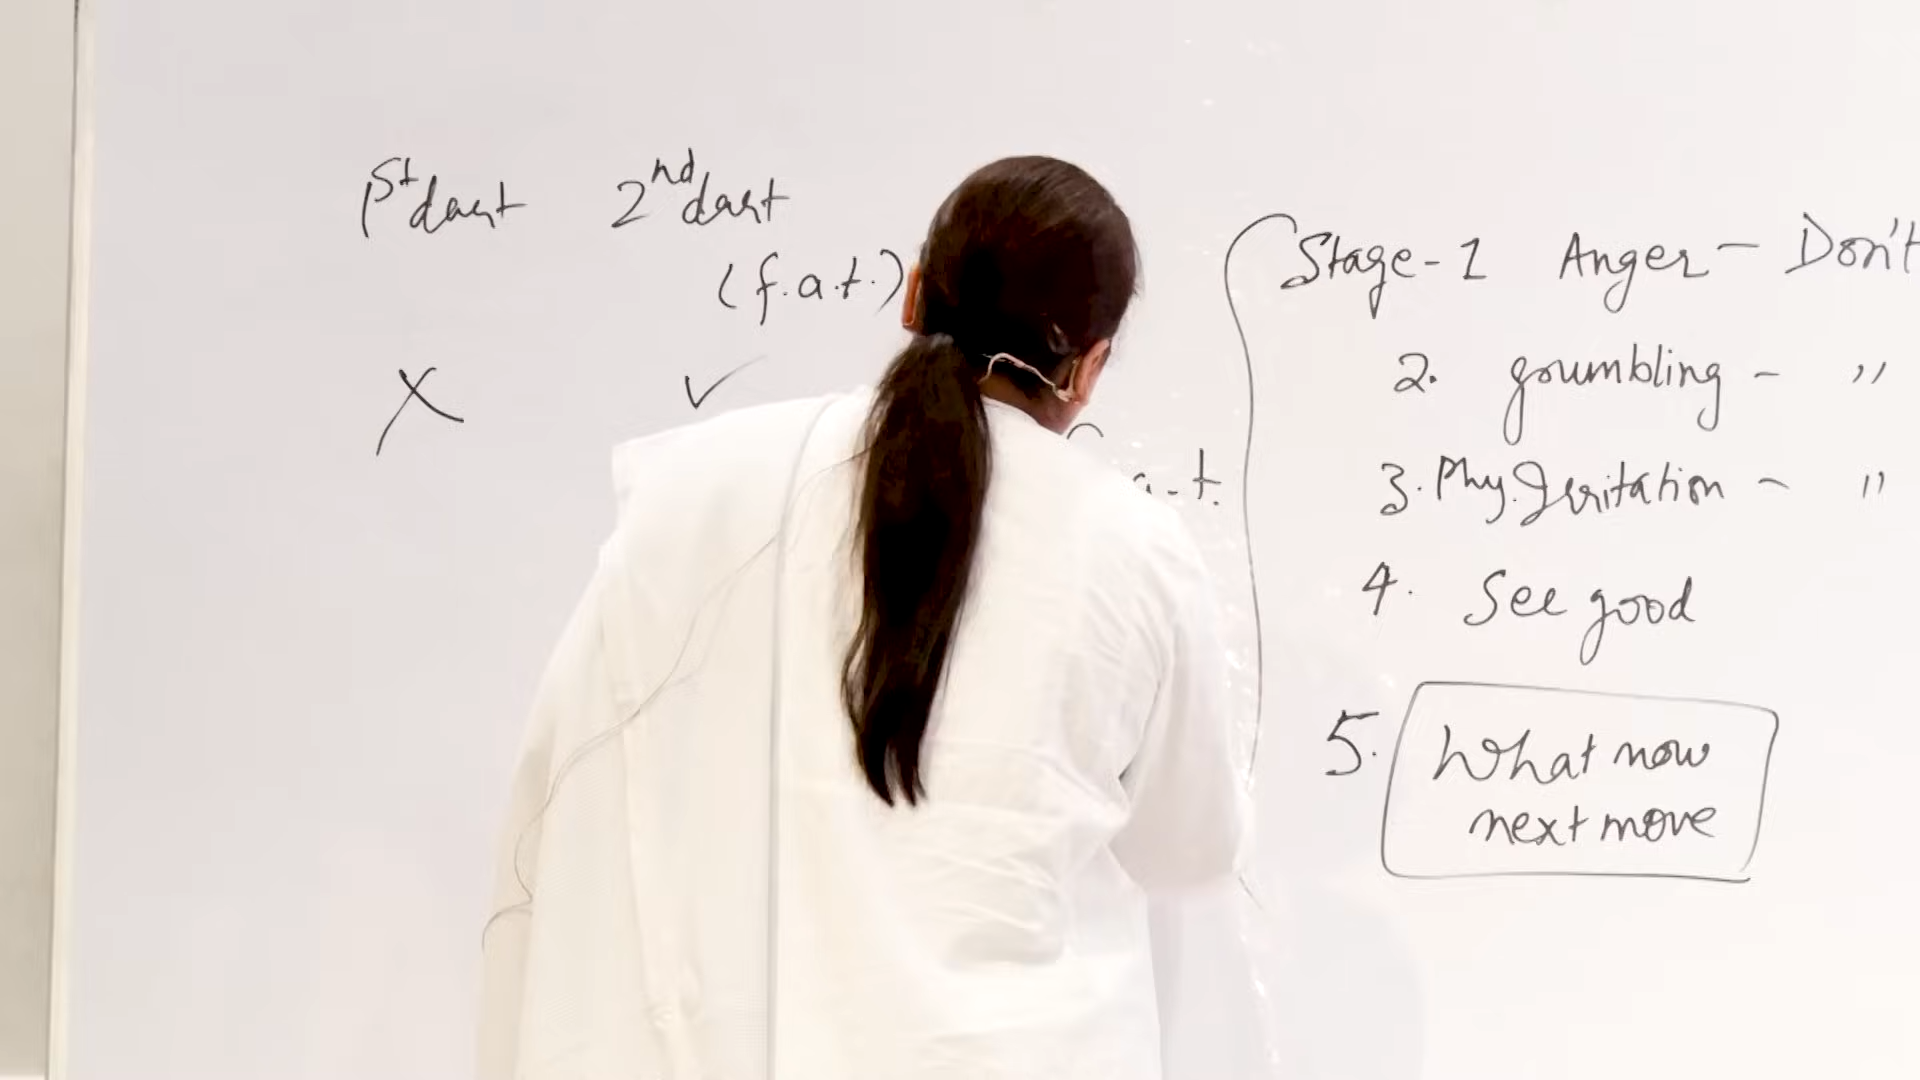 1st dart 2nd dart
(f.a.t.)
X ✓
a.t.
Stage-1 Anger - Don't
2. grumbling - "
3. Phy. Irritation - "
4. See good
5. What now
next move